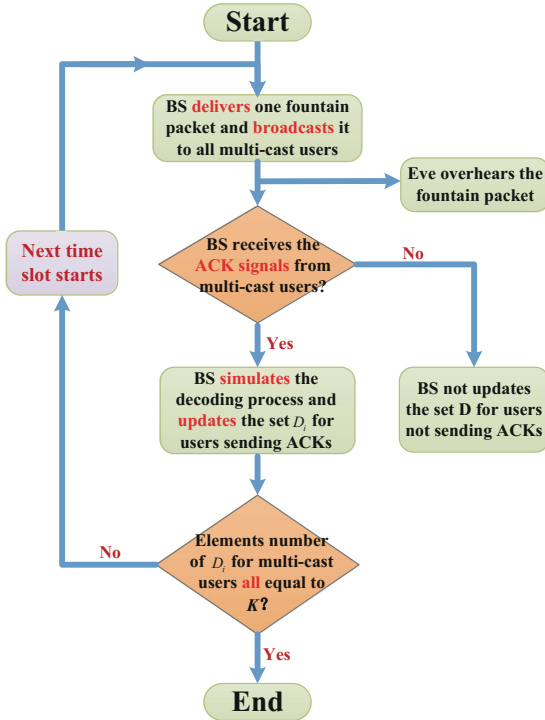 Start
BS delivers one fountain
packet and broadcasts it
to all multi-cast users
Eve overhears the
fountain packet
Next time
slot starts
BS receives the
ACK signals from
multi-cast users?
No
Yes
BS simulates the
decoding process and
updates the set D_i for
users sending ACKs
BS not updates
the set D for users
not sending ACKs
Elements number
of D_i for multi-cast
users all equal to
K?
No
Yes
End